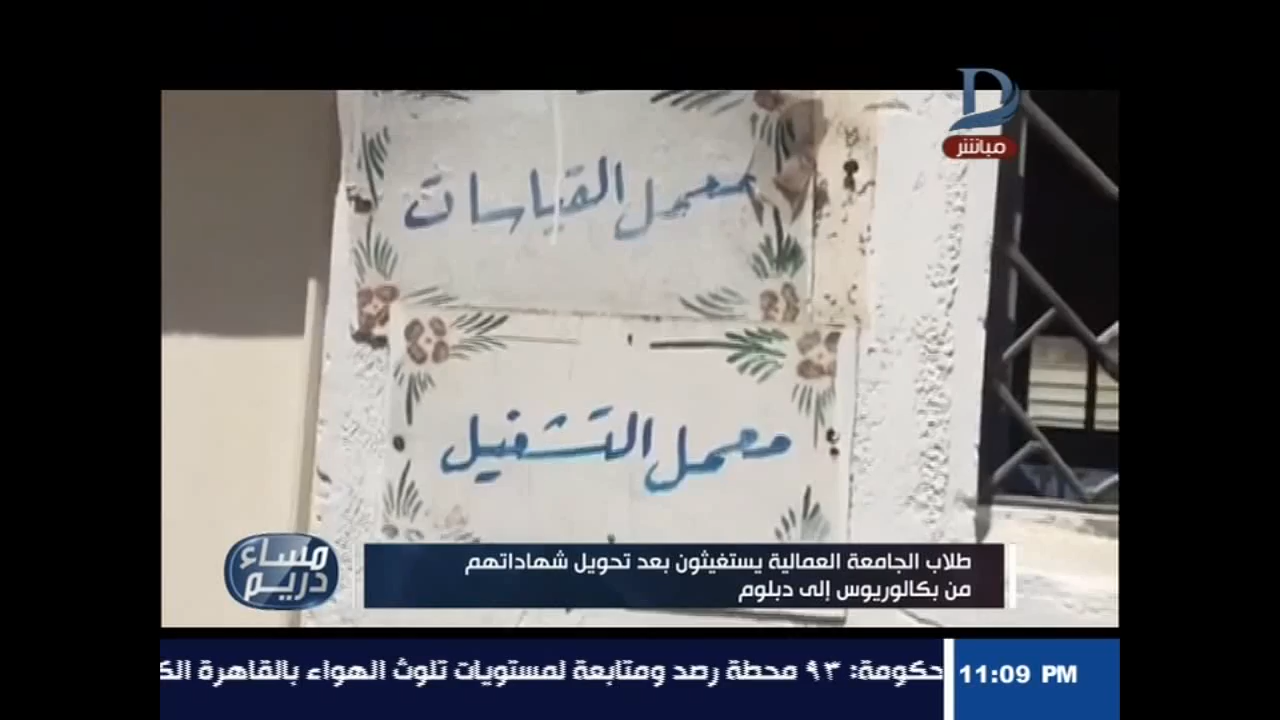 مباشر
معمل القياسات
معمل التشغيل
مساء
دريم
طلاب الجامعة العمالية يستغيثون بعد تحويل شهاداتهم
من بكالوريوس إلى دبلوم
حكومة: ٩٣ محطة رصد ومتابعة لمستويات تلوث الهواء بالقاهرة
11:09 PM